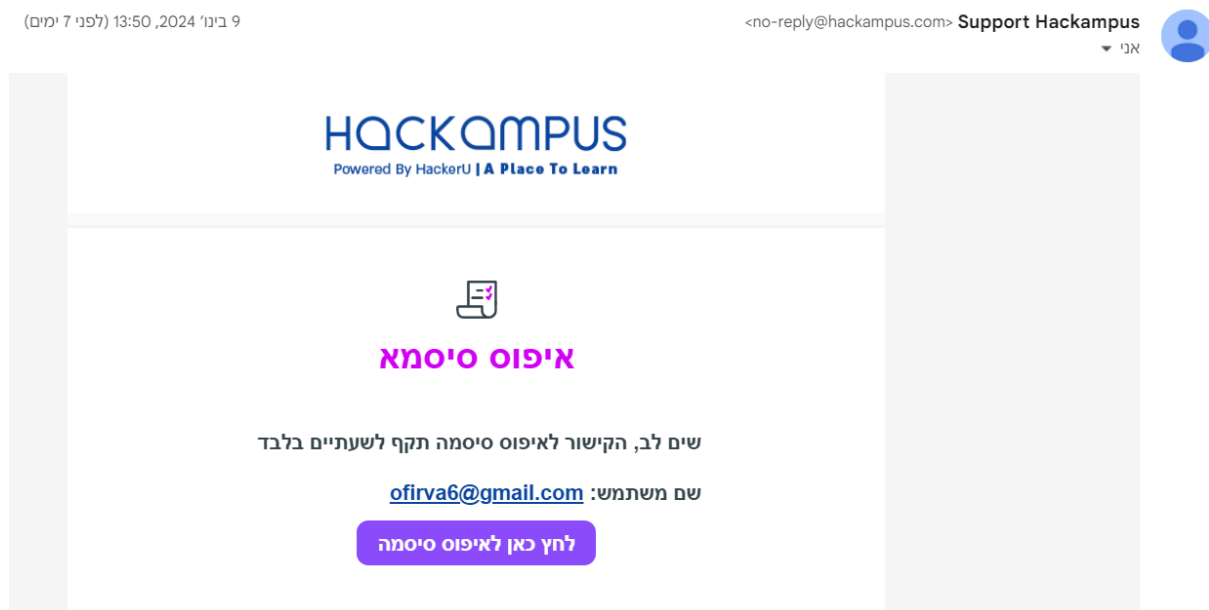 Support Hackampus <no-reply@hackampus.com>
9 בינו׳ 2024, 13:50 (לפני 7 ימים)
אני
HACKAMPUS
Powered By HackerU | A Place To Learn
איפוס סיסמא
שים לב, הקישור לאיפוס סיסמה תקף לשעתיים בלבד
שם משתמש: ofirva6@gmail.com
לחץ כאן לאיפוס סיסמה